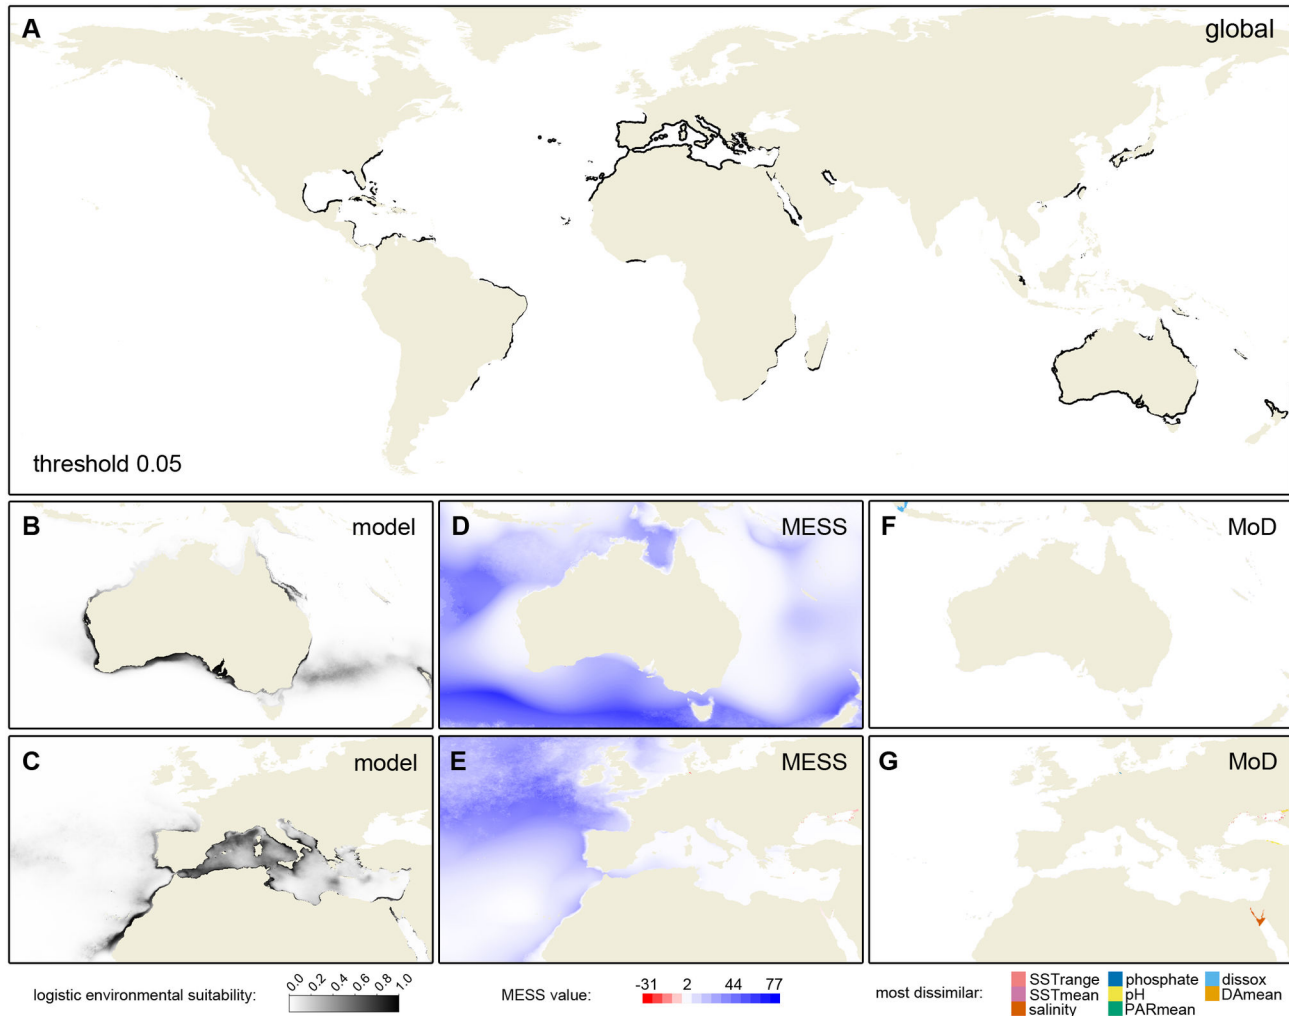 A global
threshold 0.05
B model D MESS F MoD
C model E MESS G MoD
logistic environmental suitability: 0.0 0.2 0.4 0.6 0.8 1.0
MESS value: -31 2 44 77
most dissimilar: SSTrange phosphate dissox
SSTmean pH DAmean
salinity PARmean